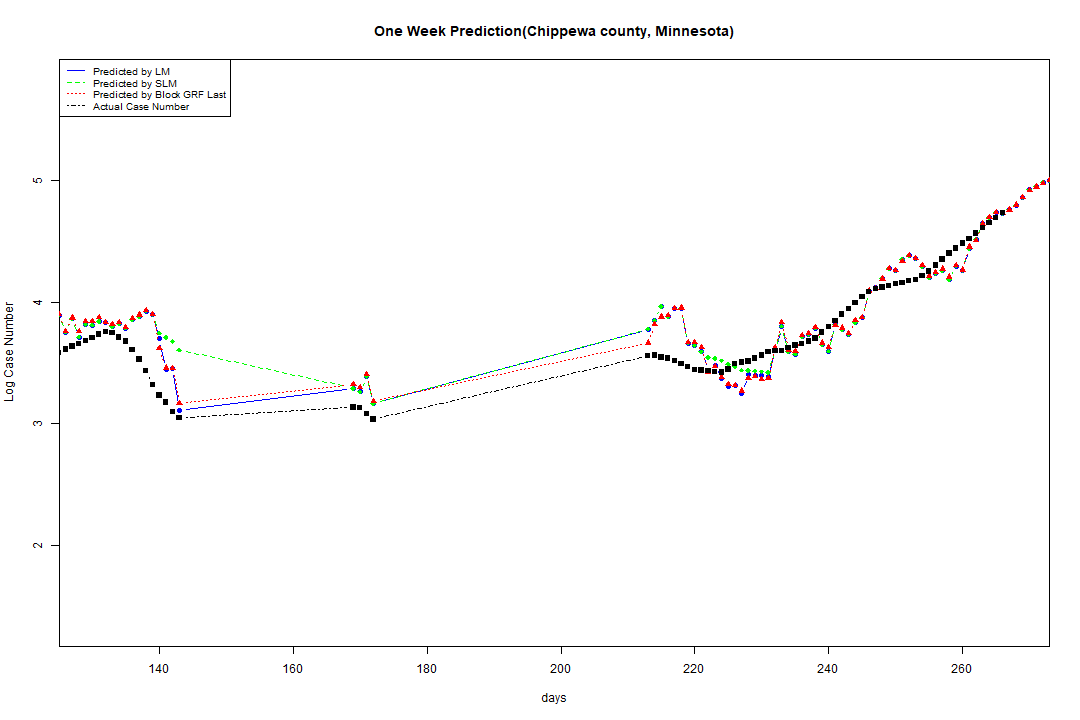 One Week Prediction(Chippewa county, Minnesota)
Predicted by LM
Predicted by SLM
Predicted by Block GRF Last
Actual Case Number
5
4
3
2
Log Case Number
140 160 180 200 220 240 260
days